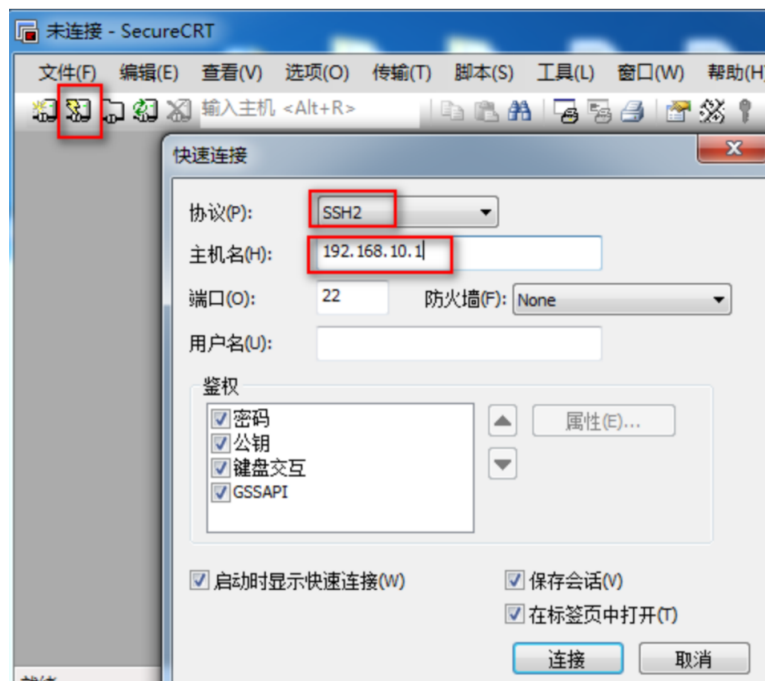 未连接 - SecureCRT
文件(F) 编辑(E) 查看(V) 选项(O) 传输(T) 脚本(S) 工具(L) 窗口(W) 帮助(H
输入主机 <Alt+R>
快速连接
协议(P): SSH2
主机名(H): 192.168.10.1
端口(O): 22 防火墙(F): None
用户名(U):
鉴权
密码
公钥
键盘交互
GSSAPI
属性(E)...
启动时显示快速连接(W) 保存会话(V)
在标签页中打开(T)
连接 取消